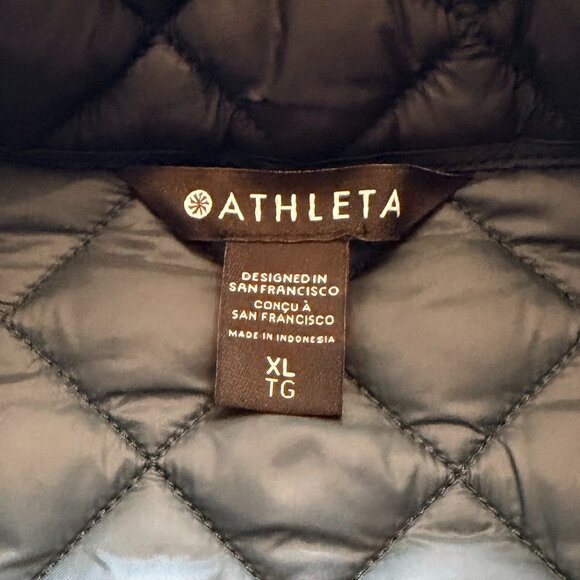 ATHLETA
DESIGNED IN
SAN FRANCISCO
CONÇU À
SAN FRANCISCO
MADE IN INDONESIA
XL
TG